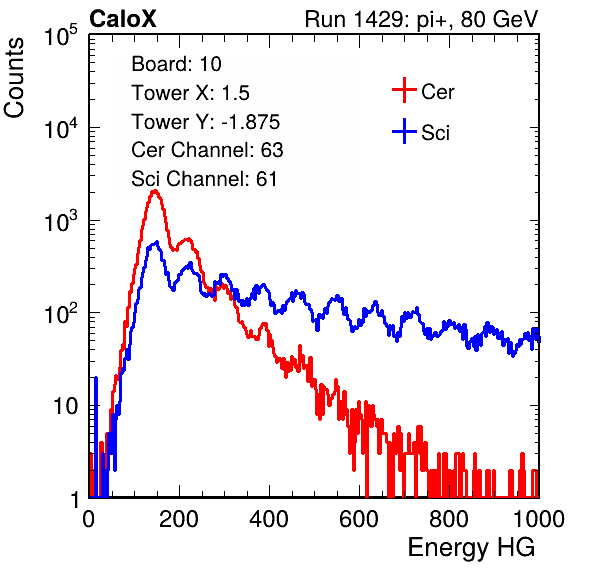 CaloX Run 1429: pi+, 80 GeV
Counts
10^5
10^4
10^3
10^2
10
1
Board: 10
Tower X: 1.5
Tower Y: -1.875
Cer Channel: 63
Sci Channel: 61
Cer
Sci
0 200 400 600 800 1000
Energy HG